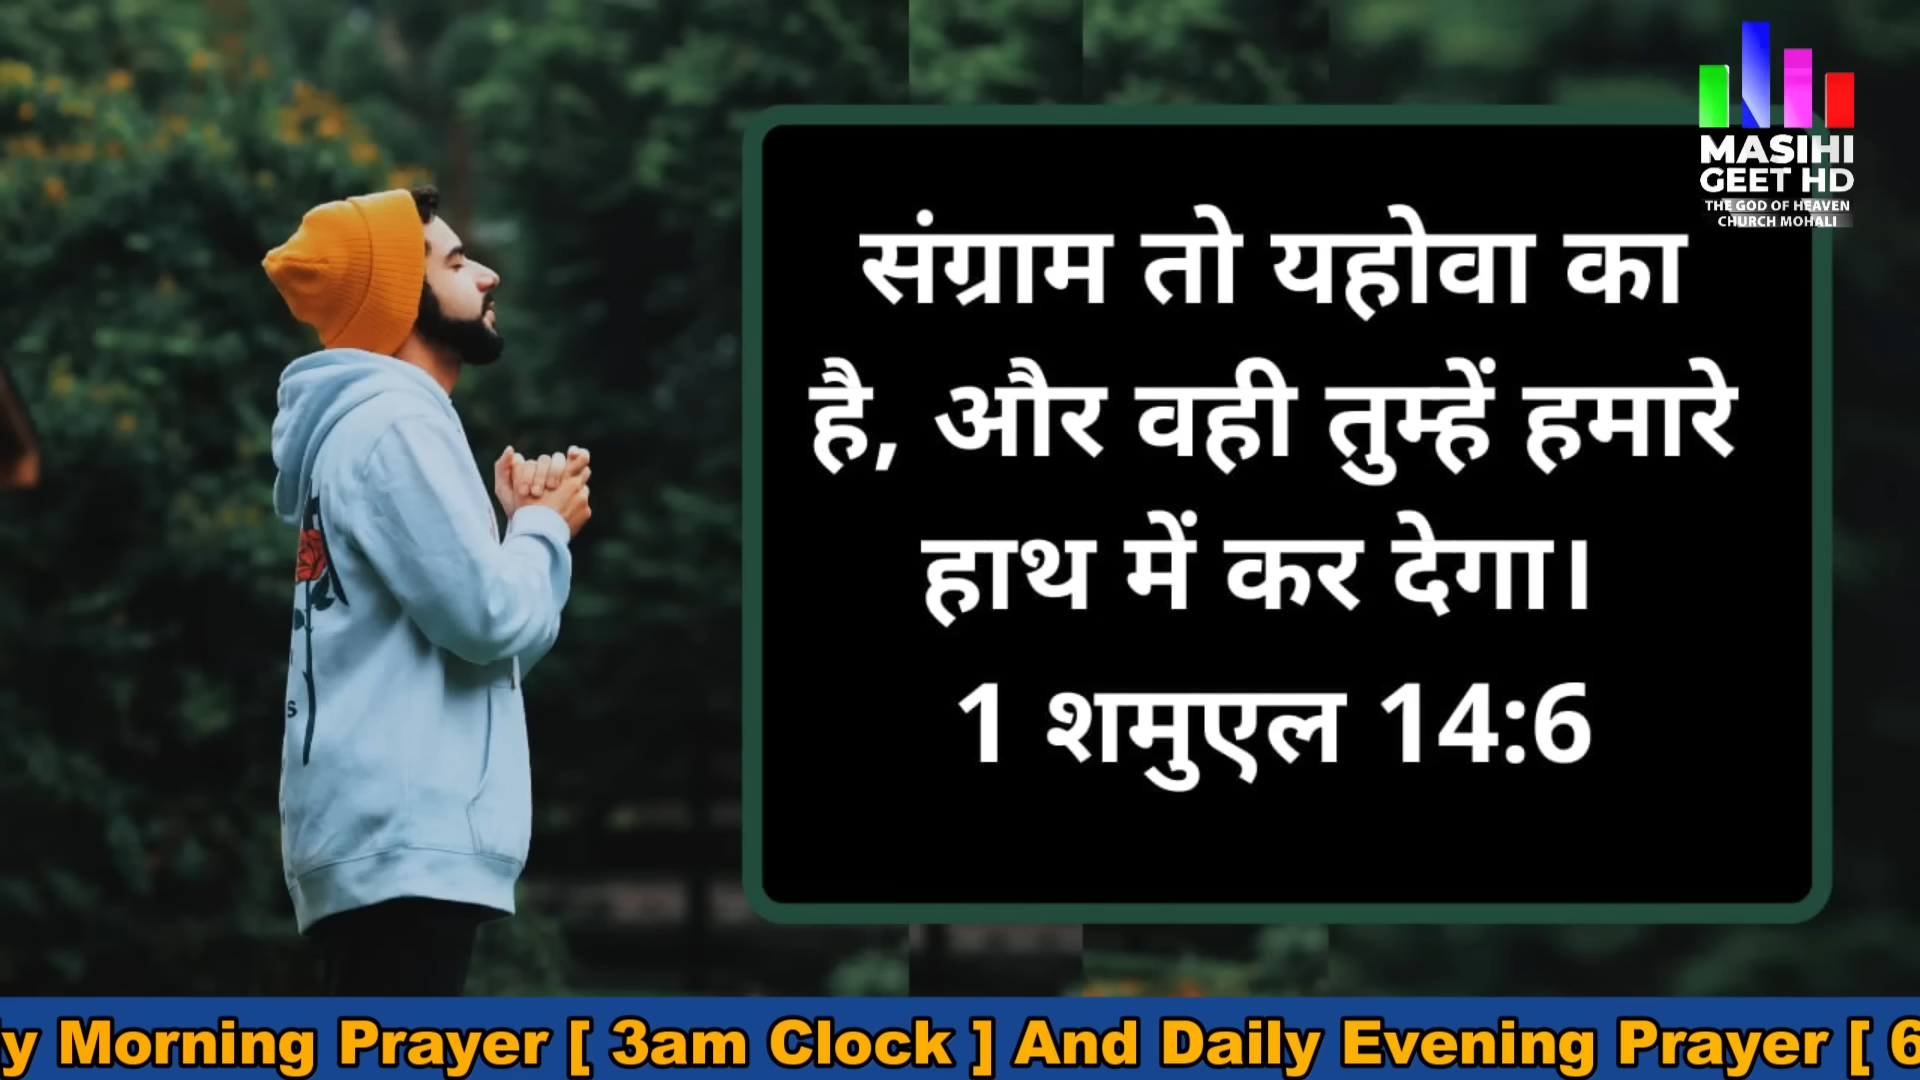 MASIHI
GEET HD
THE GOD OF HEAVEN
CHURCH MOHALI
संग्राम तो यहोवा का
है, और वही तुम्हें हमारे
हाथ में कर देगा।
1 शमुएल 14:6
y Morning Prayer [ 3am Clock ] And Daily Evening Prayer [ 6